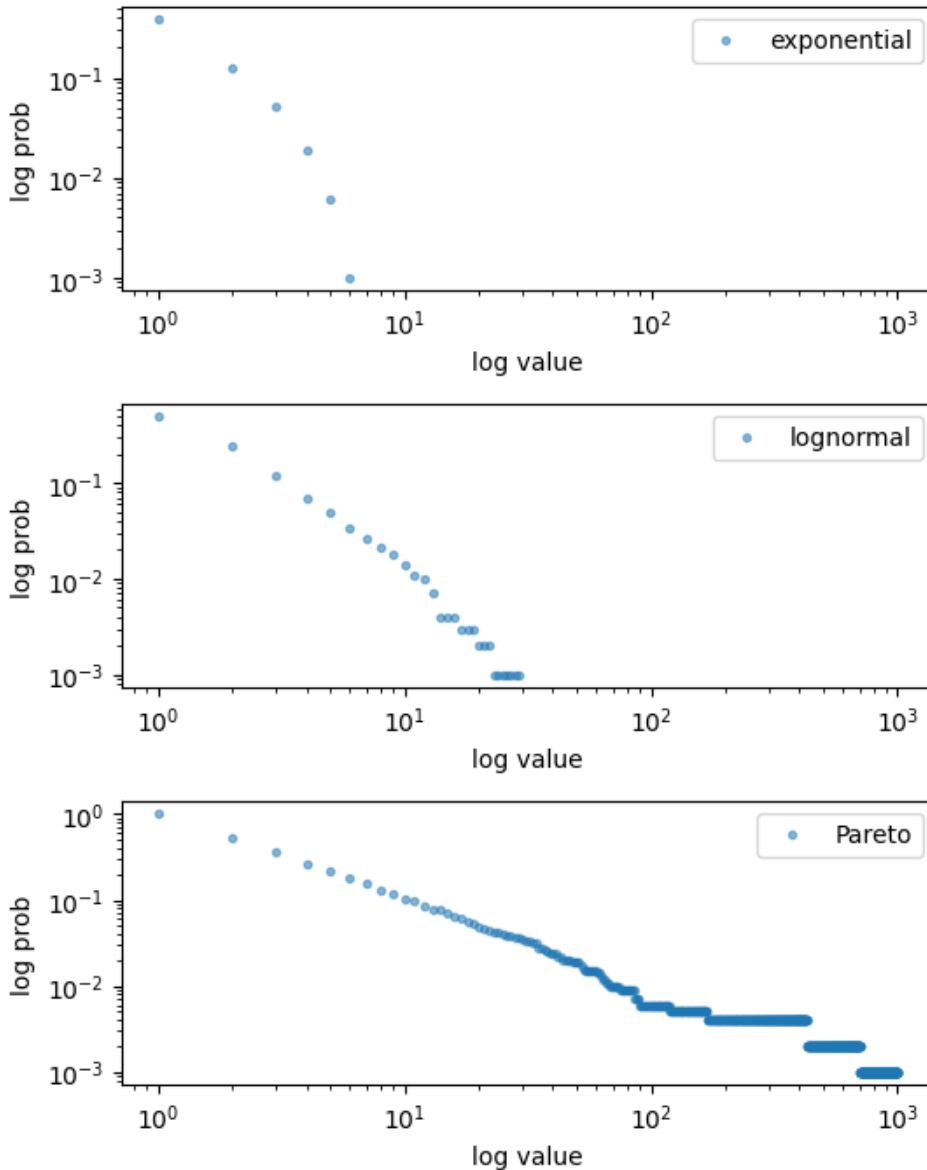 exponential
10⁻¹
10⁻²
10⁻³
log prob
10⁰ 10¹ 10² 10³
log value
lognormal
10⁻¹
10⁻²
10⁻³
log prob
10⁰ 10¹ 10² 10³
log value
Pareto
10⁰
10⁻¹
10⁻²
10⁻³
log prob
10⁰ 10¹ 10² 10³
log value